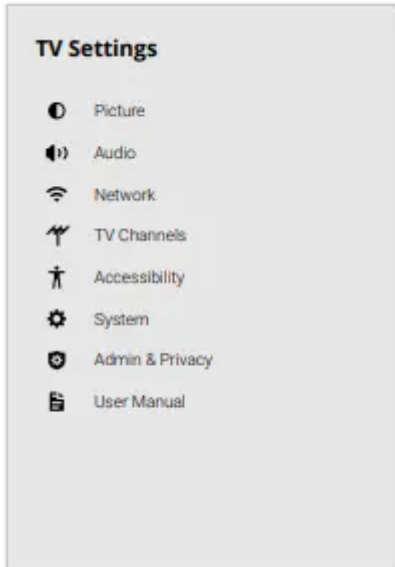 TV Settings
Picture
Audio
Network
TV Channels
Accessibility
System
Admin & Privacy
User Manual